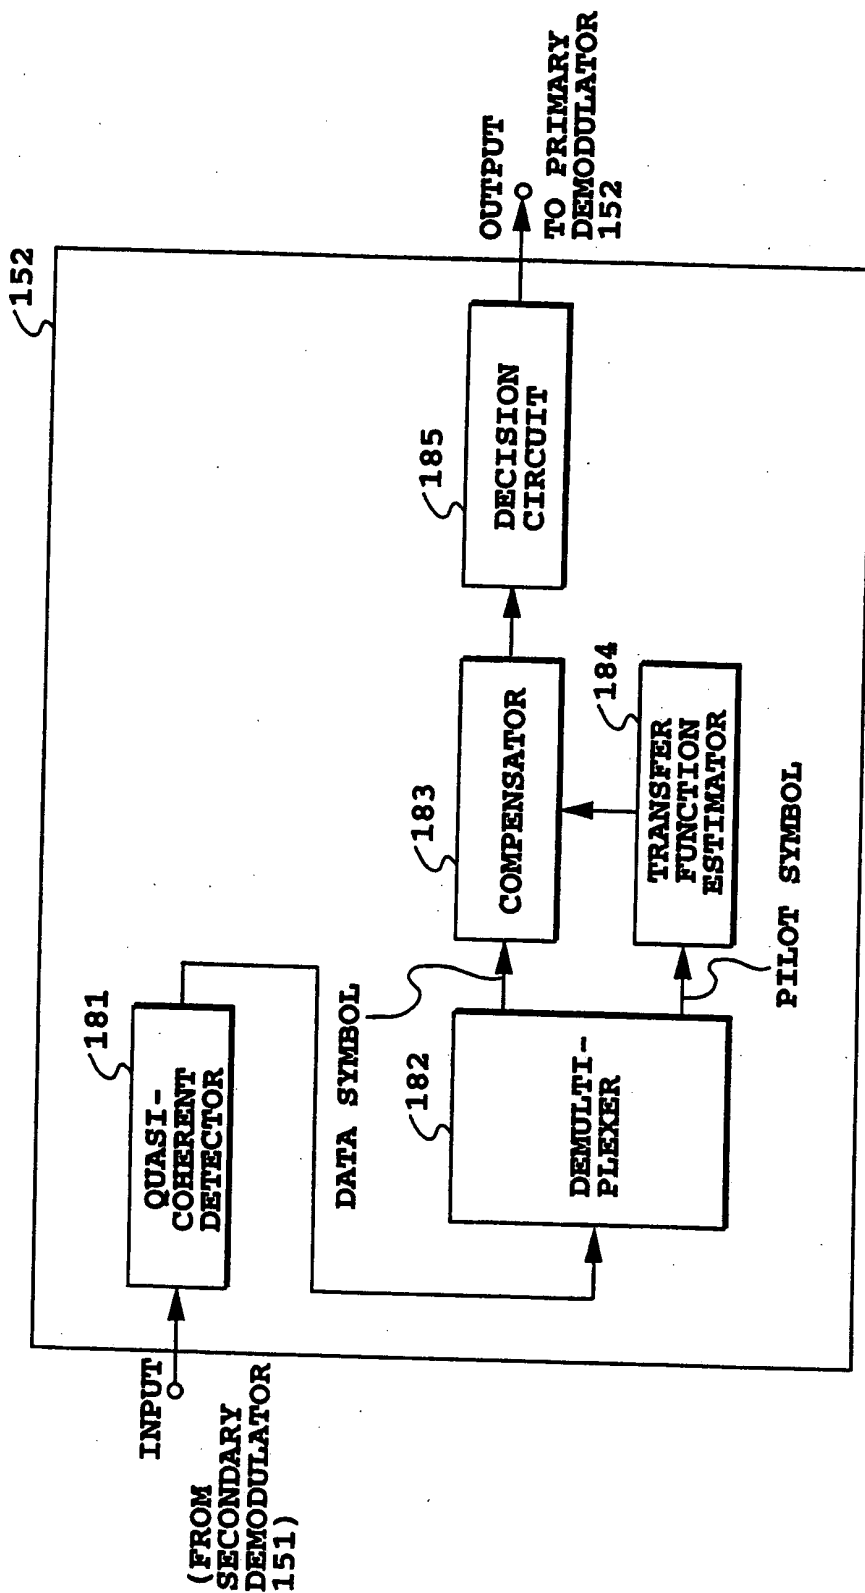 152
INPUT
(FROM
SECONDARY
DEMODULATOR
151)
181
QUASI-
COHERENT
DETECTOR
DATA SYMBOL
182
DEMULTI-
PLEXER
183
COMPENSATOR
184
TRANSFER
FUNCTION
ESTIMATOR
PILOT SYMBOL
185
DECISION
CIRCUIT
OUTPUT
TO PRIMARY
DEMODULATOR
152